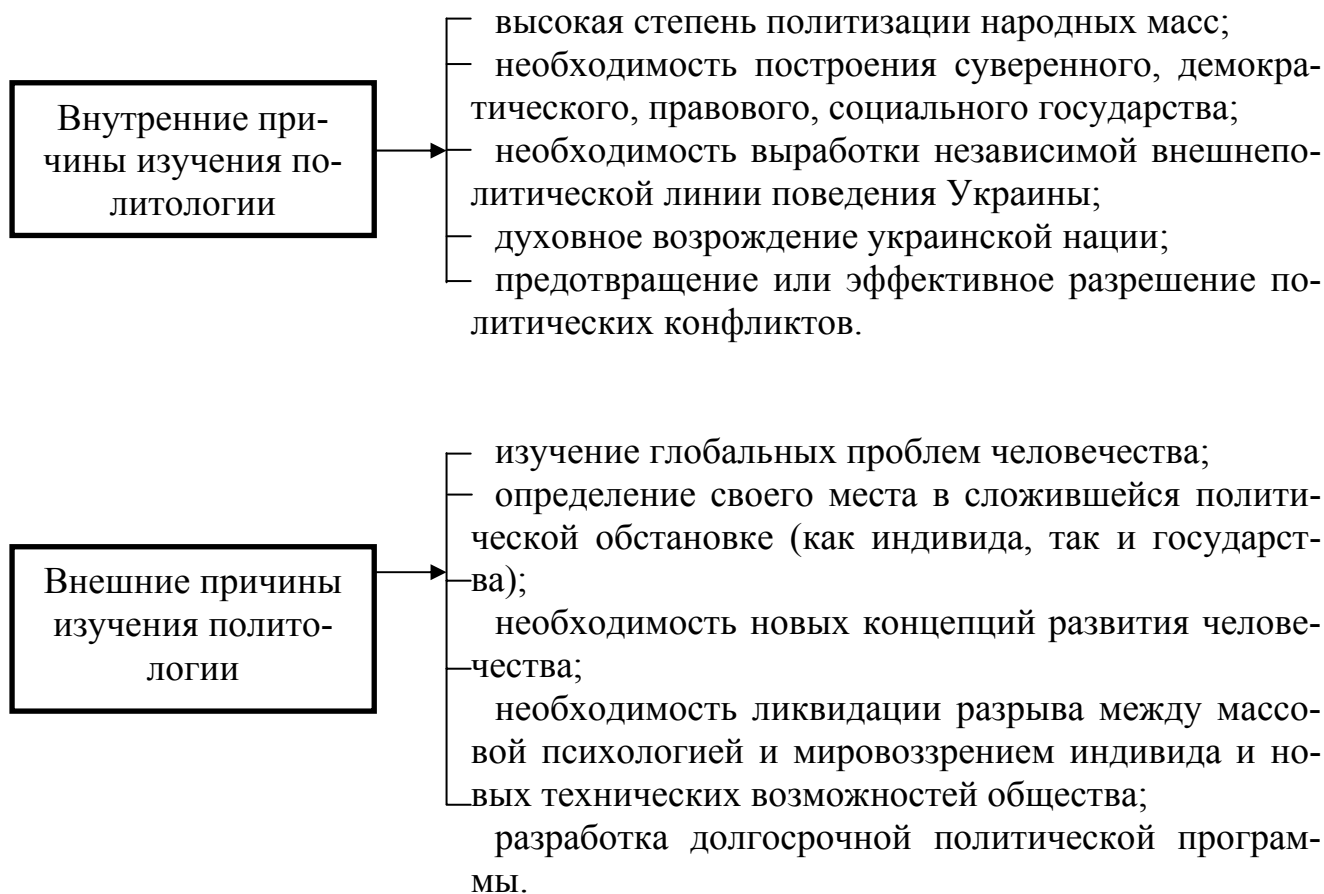 высокая степень политизации народных масс;
необходимость построения суверенного, демокра-
тического, правового, социального государства;
необходимость выработки независимой внешнепо-
литической линии поведения Украины;
духовное возрождение украинской нации;
предотвращение или эффективное разрешение по-
литических конфликтов.
Внутренние при-
чины изучения по-
литологии
изучение глобальных проблем человечества;
определение своего места в сложившейся полити-
ческой обстановке (как индивида, так и государст-
ва);
необходимость новых концепций развития челове-
чества;
необходимость ликвидации разрыва между массо-
вой психологией и мировоззрением индивида и но-
вых технических возможностей общества;
разработка долгосрочной политической програм-
мы.
Внешние причины
изучения полито-
логии